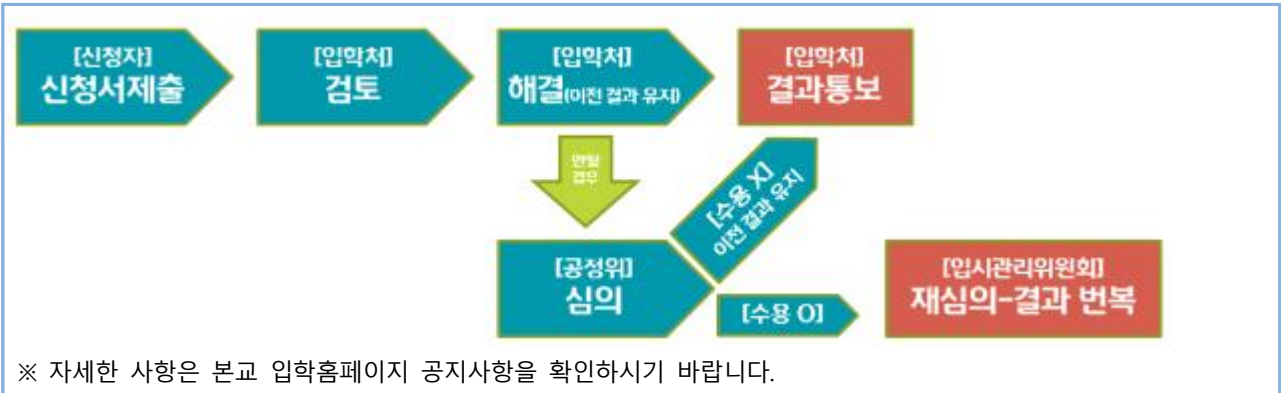 [신청자]
신청서제출
[입학처]
검토
[입학처]
해결(이전 결과 유지)
[입학처]
결과통보
경우
[수용 X]
이전 결과 유지
[공정위]
심의
[수용 O]
[입시관리위원회]
재심의-결과 번복
※ 자세한 사항은 본교 입학홈페이지 공지사항을 확인하시기 바랍니다.